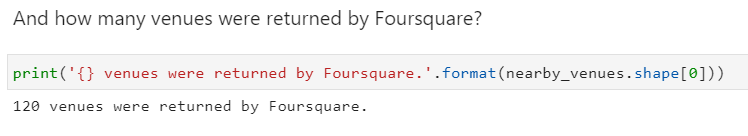 And how many venues were returned by Foursquare?
print('{} venues were returned by Foursquare.'.format(nearby_venues.shape[0]))
120 venues were returned by Foursquare.